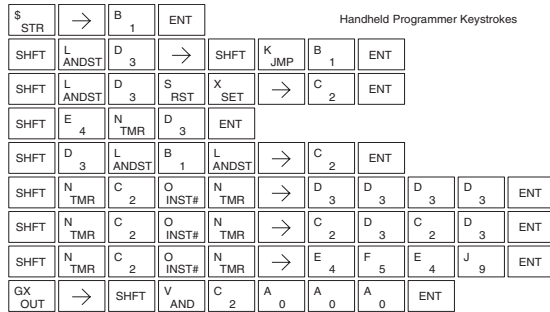 Handheld Programmer Keystrokes
$ STR → B 1 ENT
SHFT L ANDST D 3 → SHFT K JMP B 1 ENT
SHFT L ANDST D 3 S RST X SET → C 2 ENT
SHFT E 4 N TMR D 3 ENT
SHFT D 3 L ANDST B 1 L ANDST → C 2 ENT
SHFT N TMR C 2 O INST# N TMR → D 3 D 3 D 3 D 3 ENT
SHFT N TMR C 2 O INST# N TMR → C 2 D 3 C 2 D 3 ENT
SHFT N TMR C 2 O INST# N TMR → E 4 F 5 E 4 J 9 ENT
GX OUT → SHFT V AND C 2 A 0 A 0 A 0 ENT